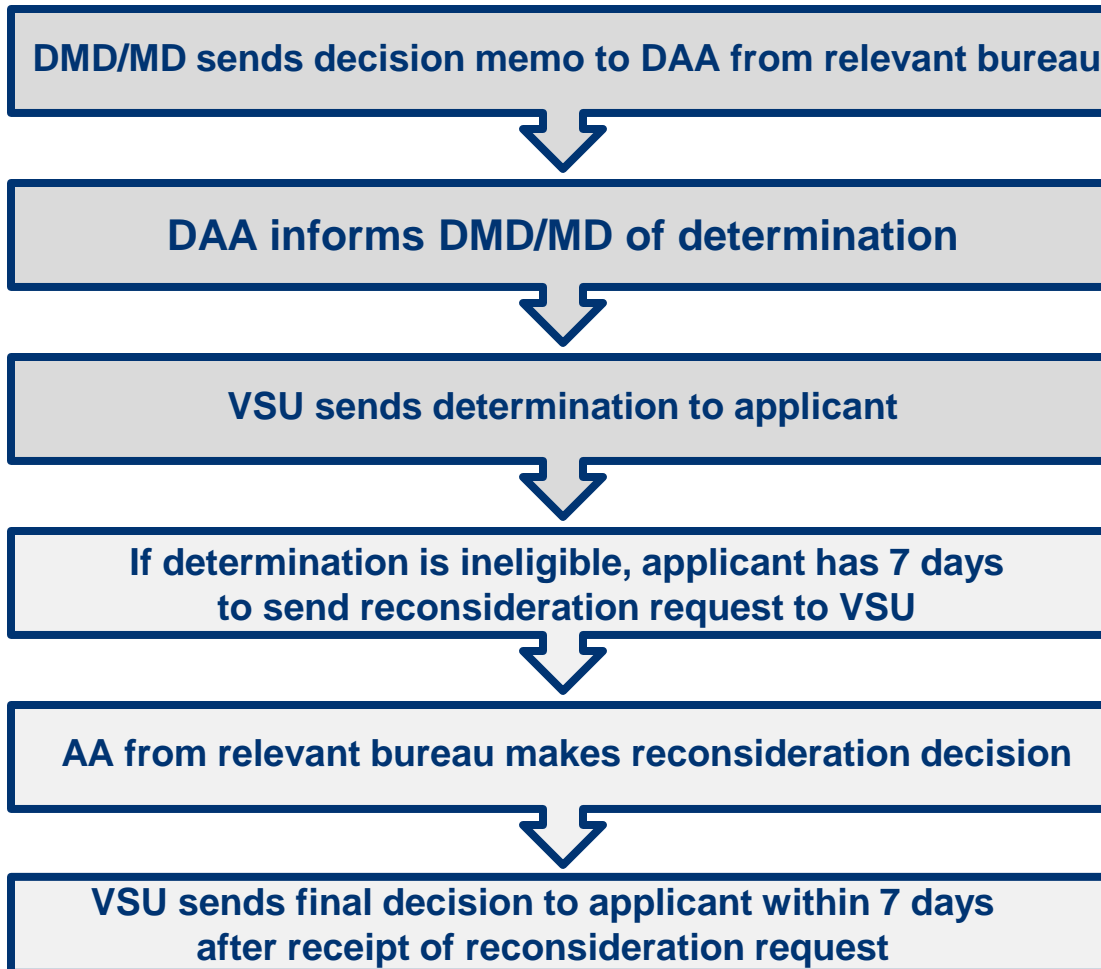 DMD/MD sends decision memo to DAA from relevant bureau
DAA informs DMD/MD of determination
VSU sends determination to applicant
If determination is ineligible, applicant has 7 days
to send reconsideration request to VSU
AA from relevant bureau makes reconsideration decision
VSU sends final decision to applicant within 7 days
after receipt of reconsideration request